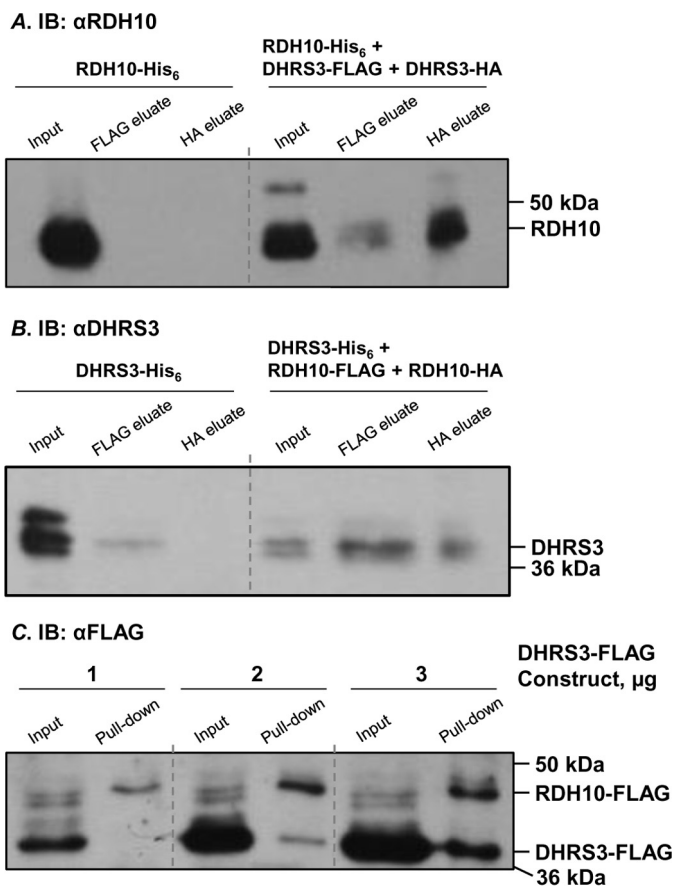 A. IB: αRDH10
RDH10-His6
RDH10-His6 +
DHRS3-FLAG + DHRS3-HA
Input
FLAG eluate
HA eluate
Input
FLAG eluate
HA eluate
50 kDa
RDH10
B. IB: αDHRS3
DHRS3-His6
DHRS3-His6 +
RDH10-FLAG + RDH10-HA
Input
FLAG eluate
HA eluate
Input
FLAG eluate
HA eluate
DHRS3
36 kDa
C. IB: αFLAG
1
2
3
DHRS3-FLAG
Construct, µg
Input
Pull-down
Input
Pull-down
Input
Pull-down
50 kDa
RDH10-FLAG
DHRS3-FLAG
36 kDa